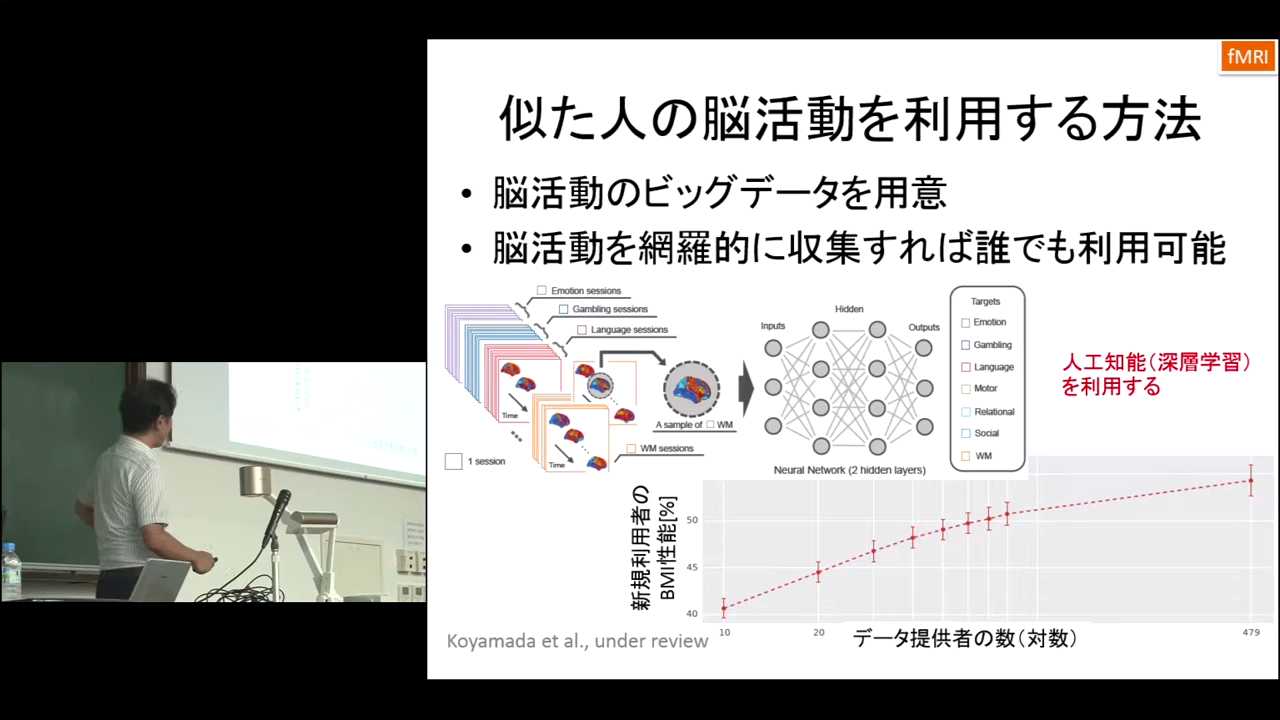 fMRI
似た人の脳活動を利用する方法
• 脳活動のビッグデータを用意
• 脳活動を網羅的に収集すれば誰でも利用可能
Emotion sessions
Gambling sessions
Language sessions
Time
A sample of WM
Time
WM sessions
1 session
Inputs
Hidden
Outputs
Neural Network (2 hidden layers)
Targets
Emotion
Gambling
Language
Motor
Relational
Social
WM
人工知能（深層学習）
を利用する
新規利用者の
BMI性能[%]
50
45
40
10
20
479
データ提供者の数（対数）
Koyamada et al., under review